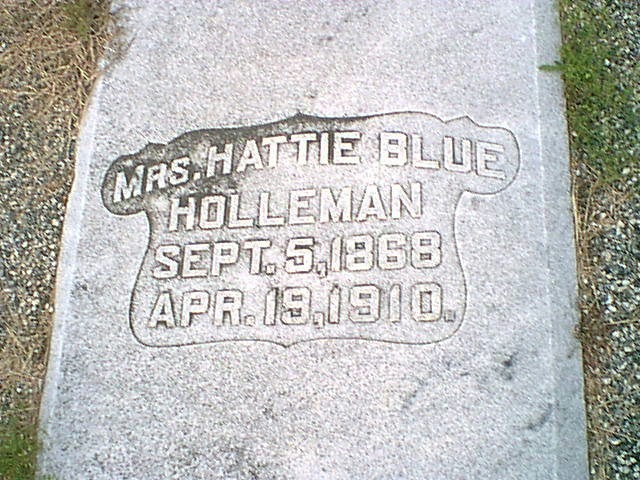 MRS. HATTIE BLUE
HOLLEMAN
SEPT. 5, 1868
APR. 19, 1910.